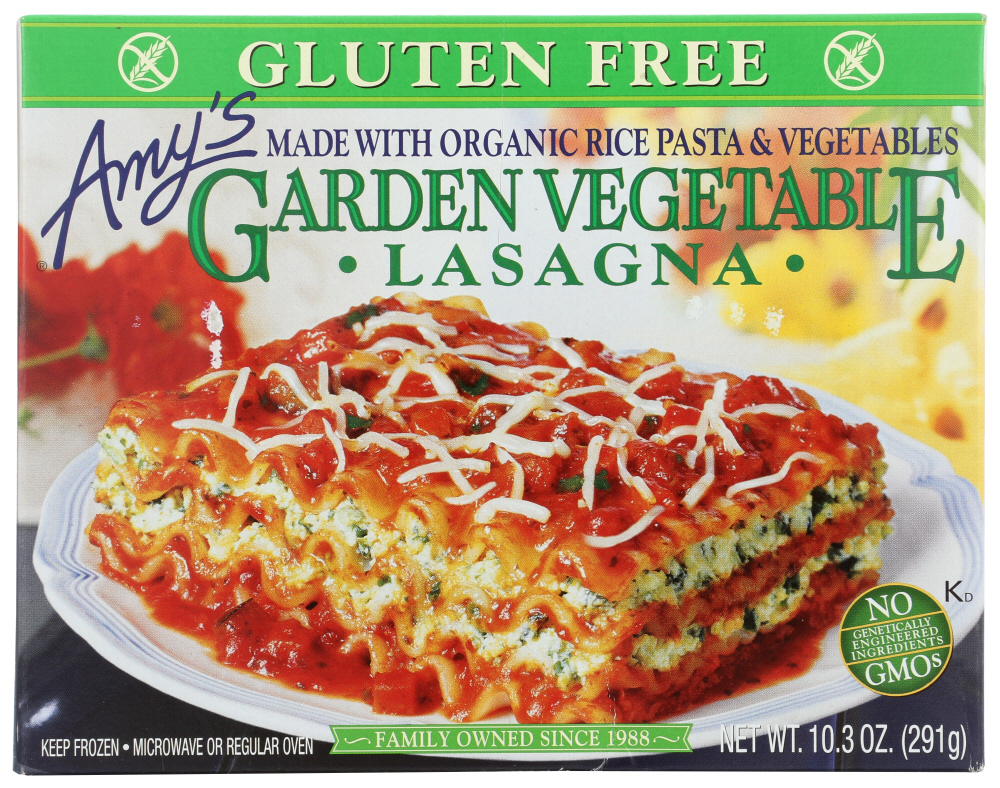 GLUTEN FREE
Amy's
®
MADE WITH ORGANIC RICE PASTA & VEGETABLES
GARDEN VEGETABLE
• LASAGNA •
K D
NO
GENETICALLY
ENGINEERED
INGREDIENTS
GMOs
KEEP FROZEN • MICROWAVE OR REGULAR OVEN
FAMILY OWNED SINCE 1988
NET WT. 10.3 OZ. (291g)